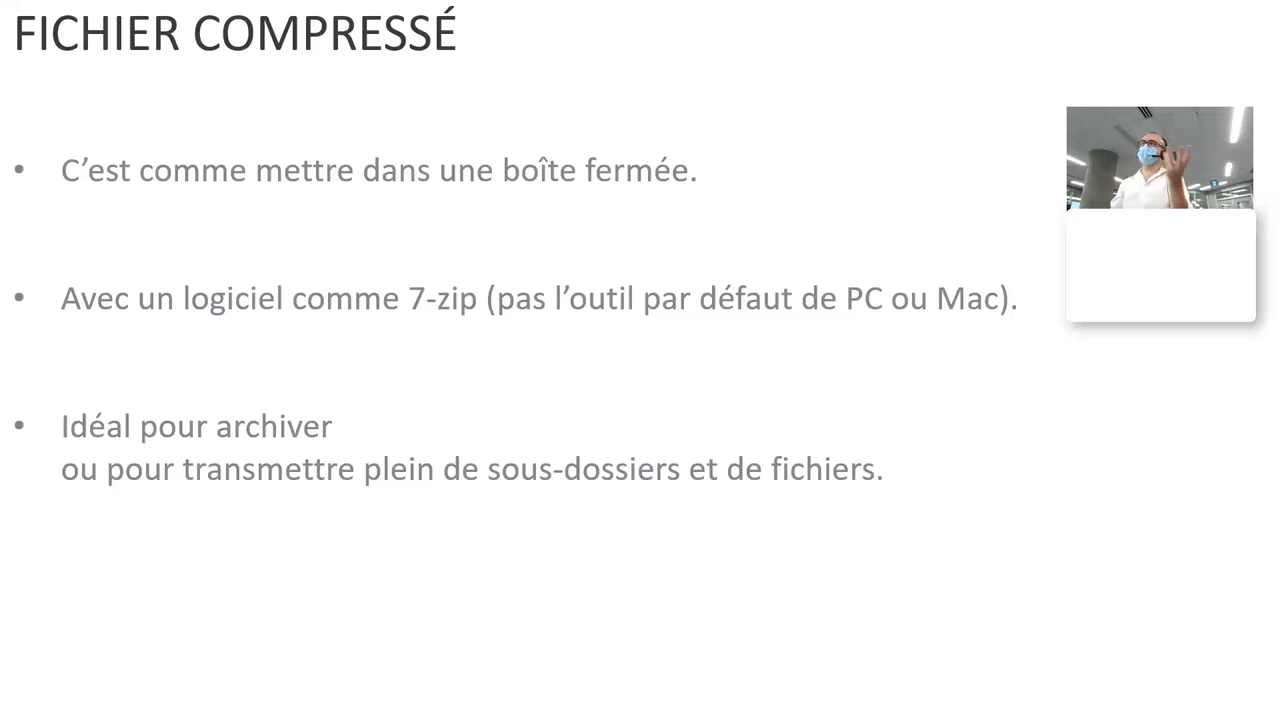 FICHIER COMPRESSÉ
• C’est comme mettre dans une boîte fermée.
• Avec un logiciel comme 7-zip (pas l’outil par défaut de PC ou Mac).
• Idéal pour archiver
ou pour transmettre plein de sous-dossiers et de fichiers.